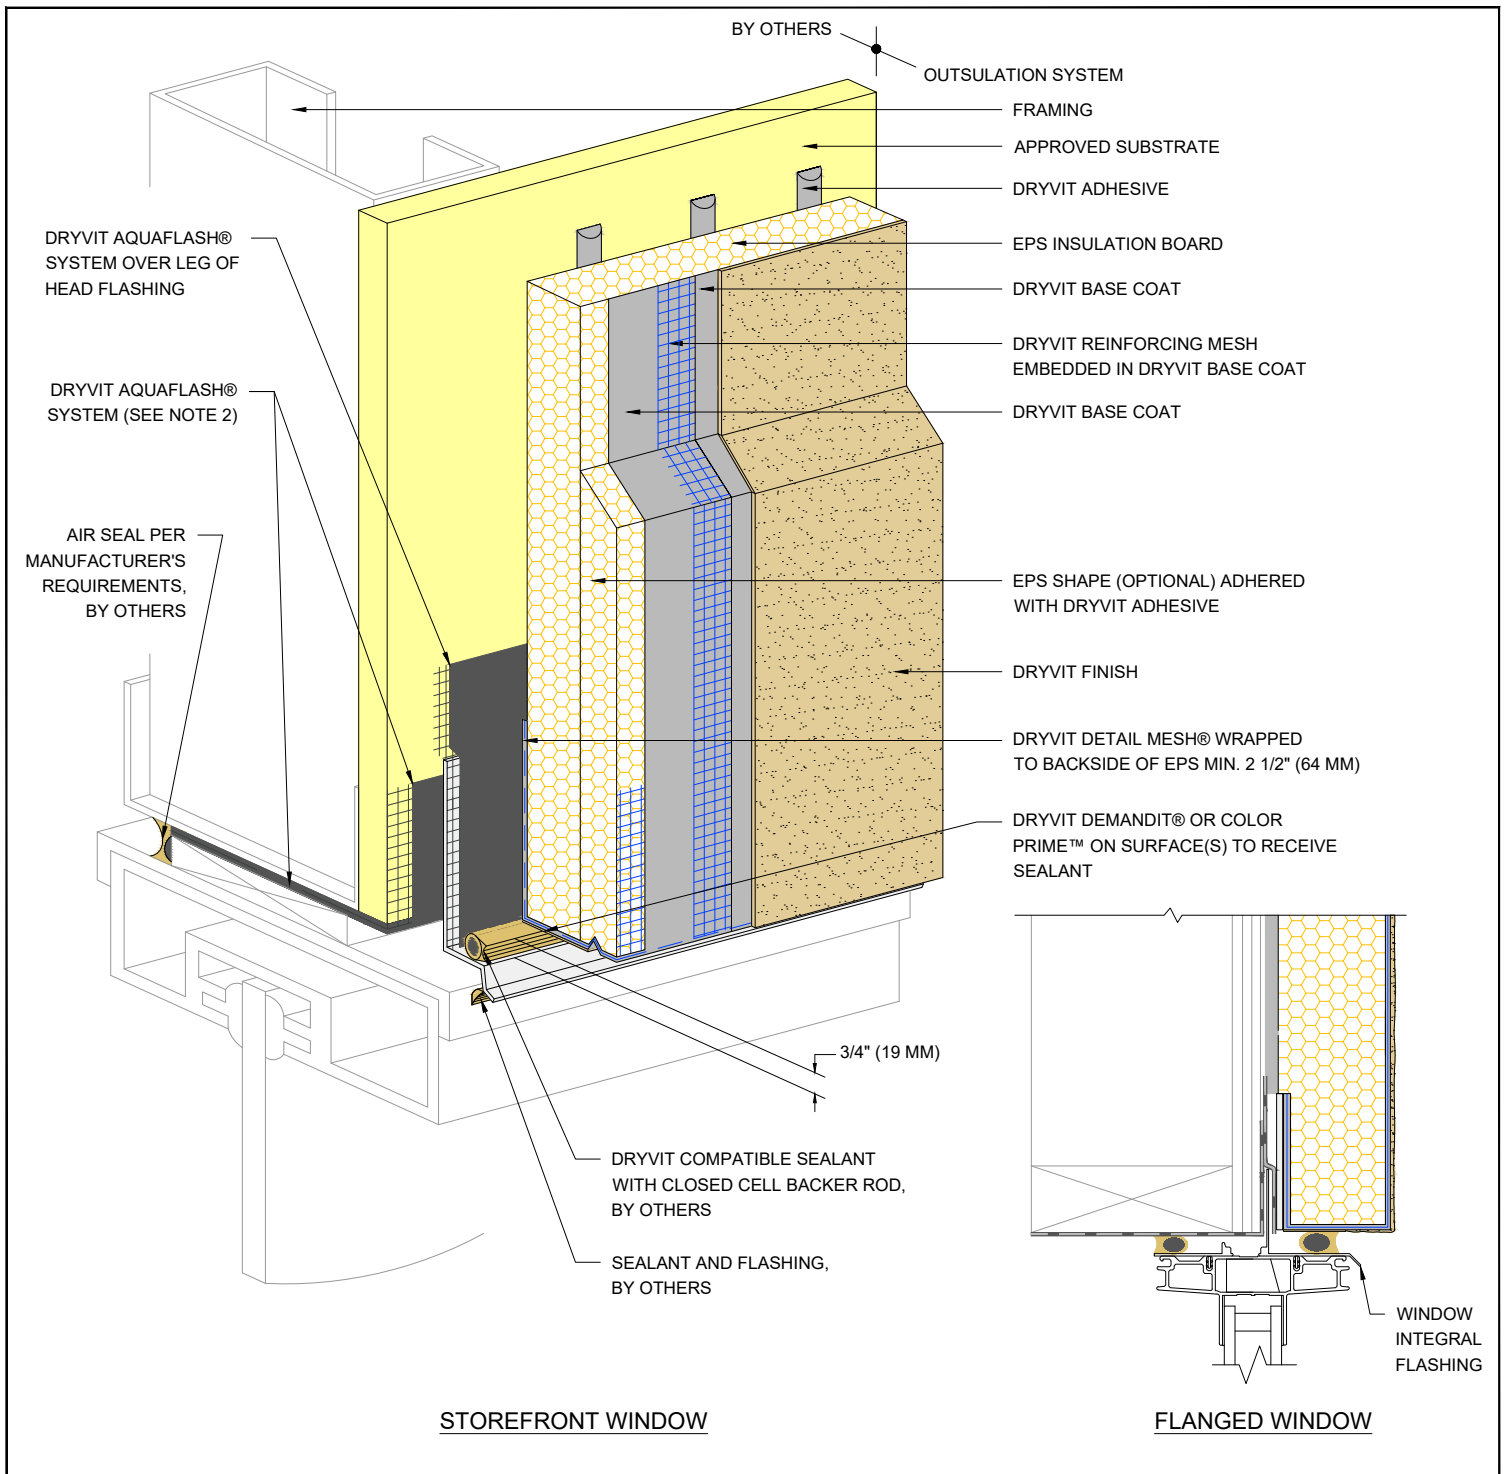 BY OTHERS
OUTSULATION SYSTEM
FRAMING
APPROVED SUBSTRATE
DRYVIT ADHESIVE
EPS INSULATION BOARD
DRYVIT BASE COAT
DRYVIT REINFORCING MESH
EMBEDDED IN DRYVIT BASE COAT
DRYVIT BASE COAT
EPS SHAPE (OPTIONAL) ADHERED
WITH DRYVIT ADHESIVE
DRYVIT FINISH
DRYVIT DETAIL MESH® WRAPPED
TO BACKSIDE OF EPS MIN. 2 1/2" (64 MM)
DRYVIT DEMANDIT® OR COLOR
PRIME™ ON SURFACE(S) TO RECEIVE
SEALANT
DRYVIT AQUAFLASH®
SYSTEM OVER LEG OF
HEAD FLASHING
DRYVIT AQUAFLASH®
SYSTEM (SEE NOTE 2)
AIR SEAL PER
MANUFACTURER'S
REQUIREMENTS,
BY OTHERS
3/4" (19 MM)
DRYVIT COMPATIBLE SEALANT
WITH CLOSED CELL BACKER ROD,
BY OTHERS
SEALANT AND FLASHING,
BY OTHERS
WINDOW
INTEGRAL
FLASHING
STOREFRONT WINDOW
FLANGED WINDOW